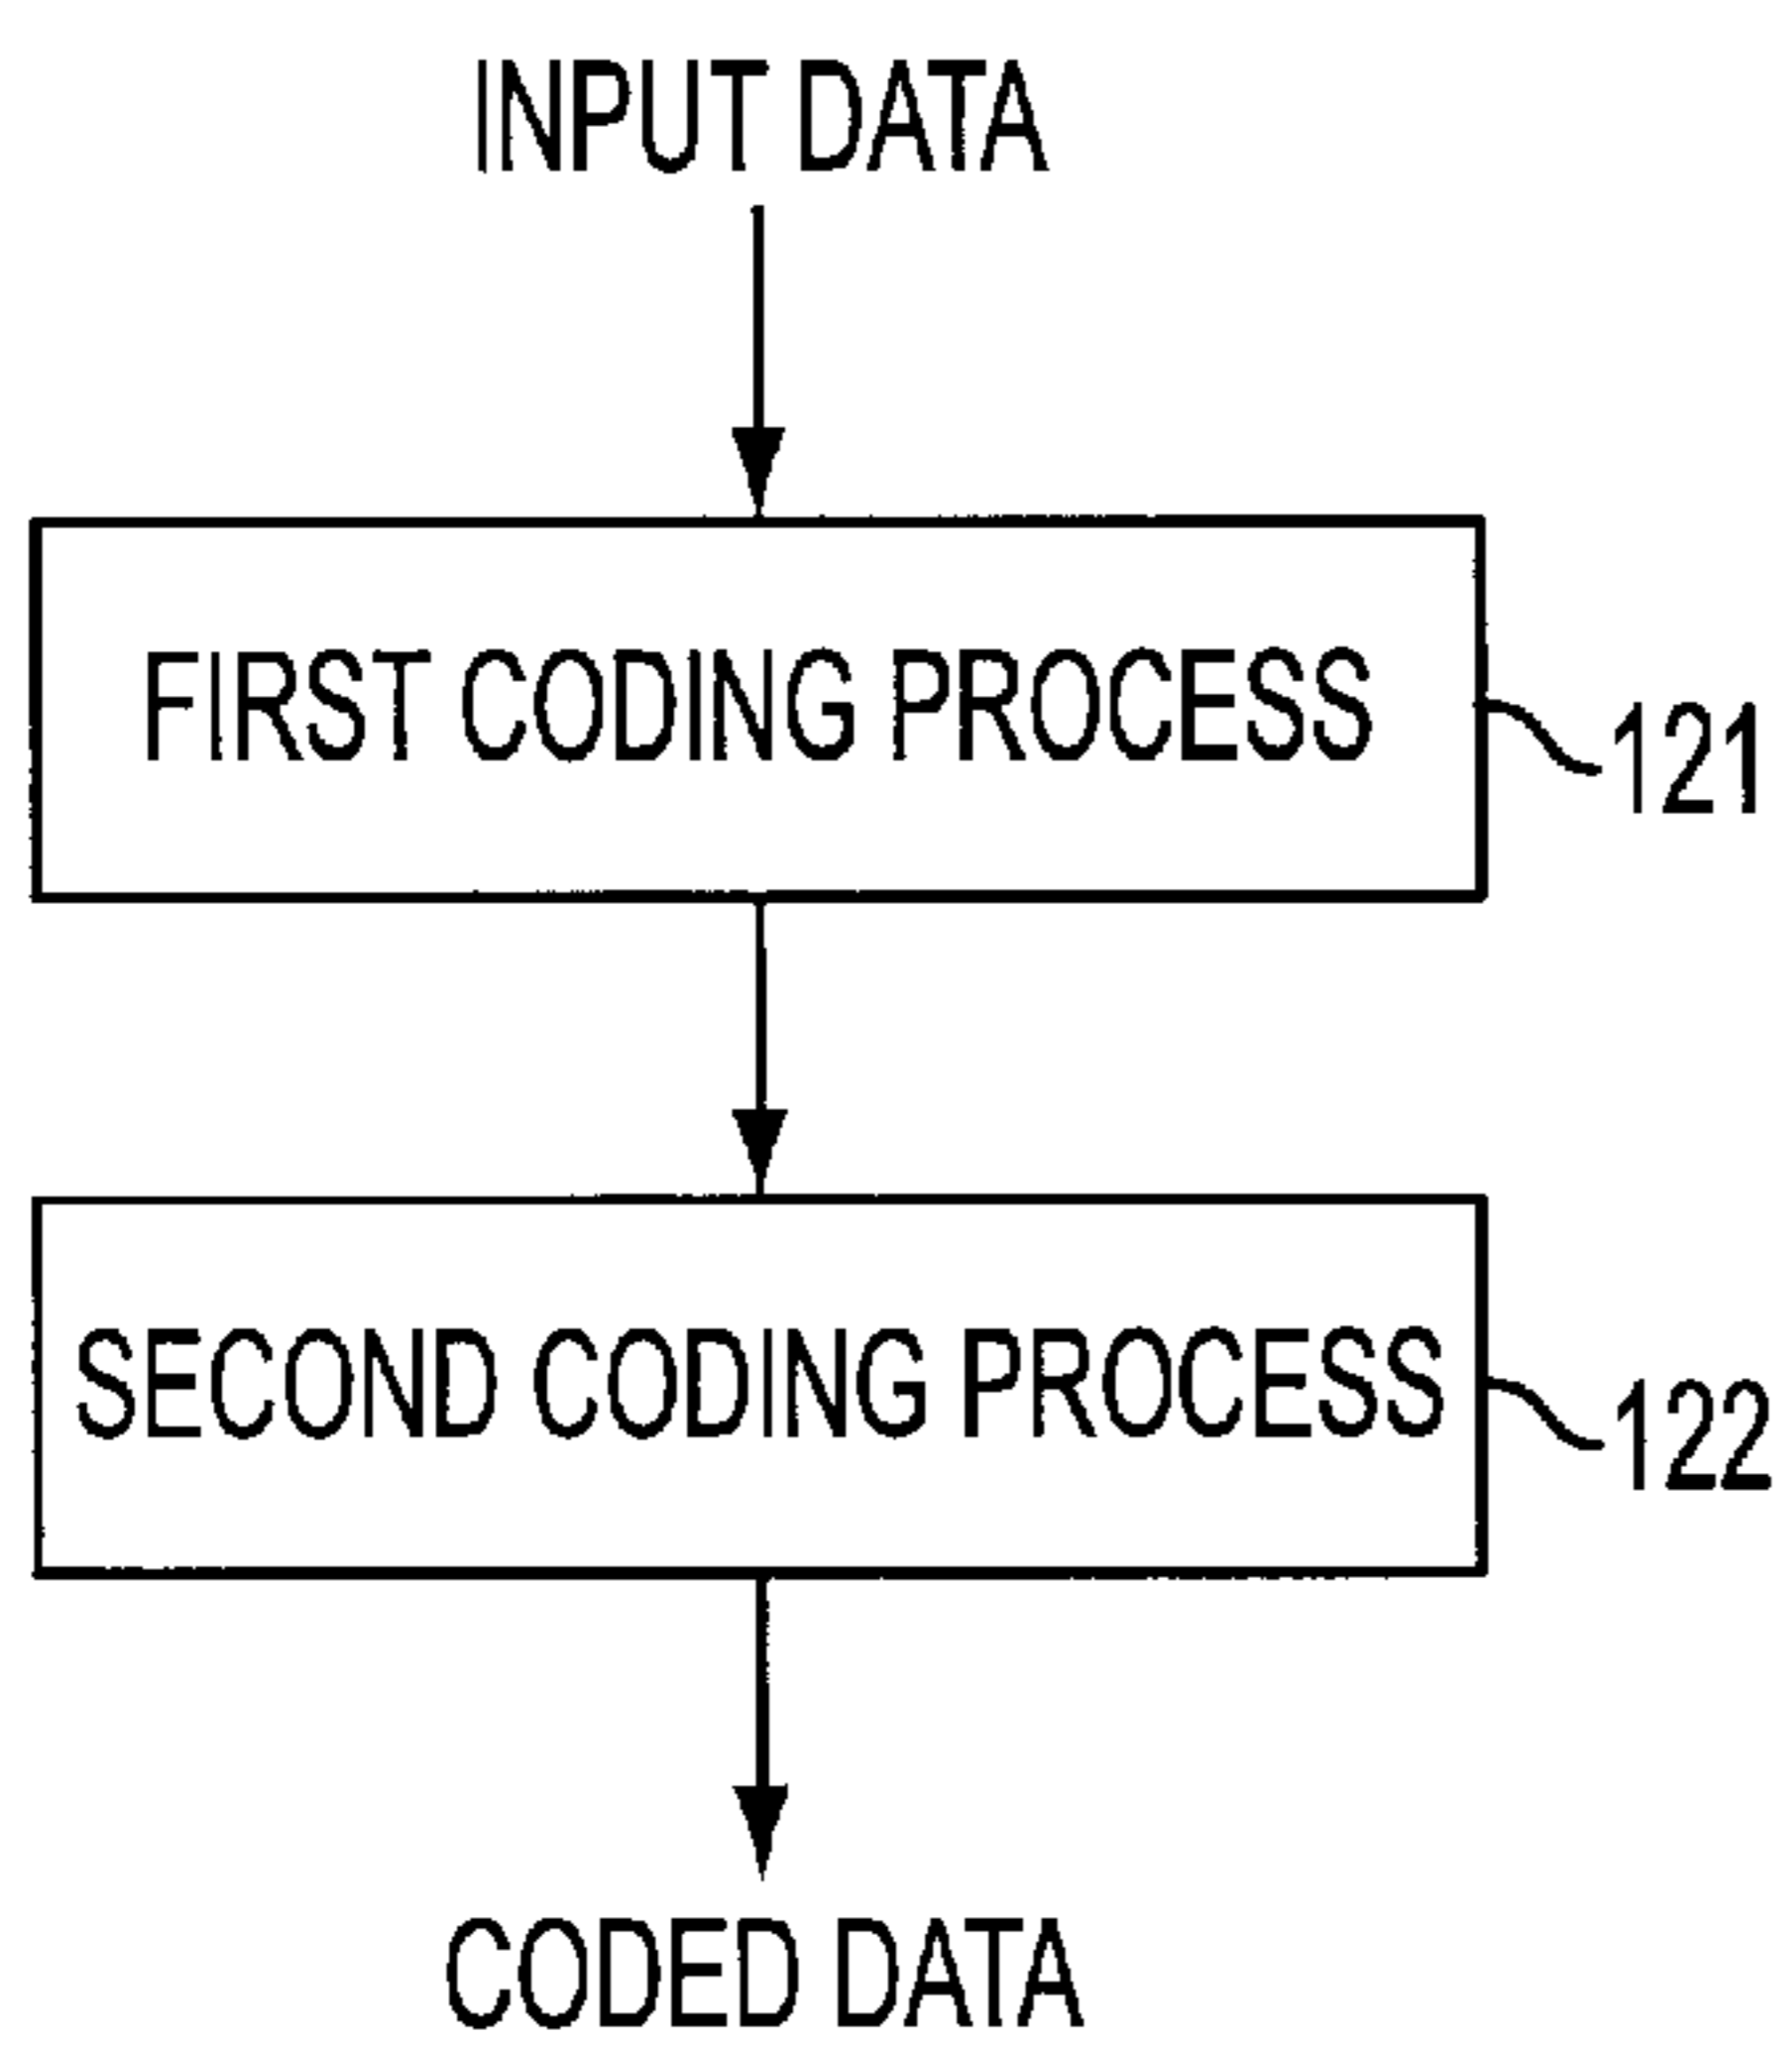 INPUT DATA
FIRST CODING PROCESS
121
SECOND CODING PROCESS
122
CODED DATA